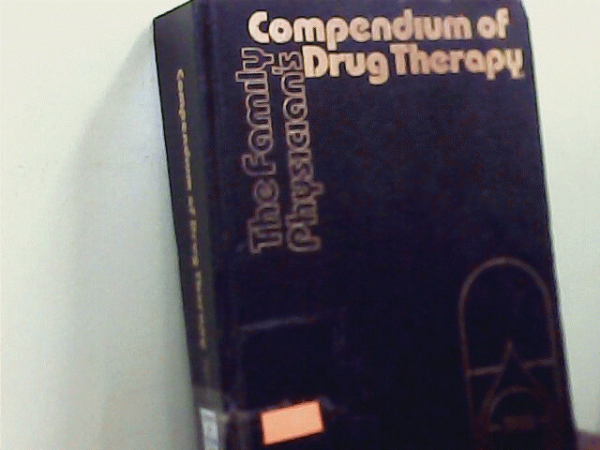 The Family
Physician's
Compendium of
Drug Therapy
Compendium of Drug Therapy